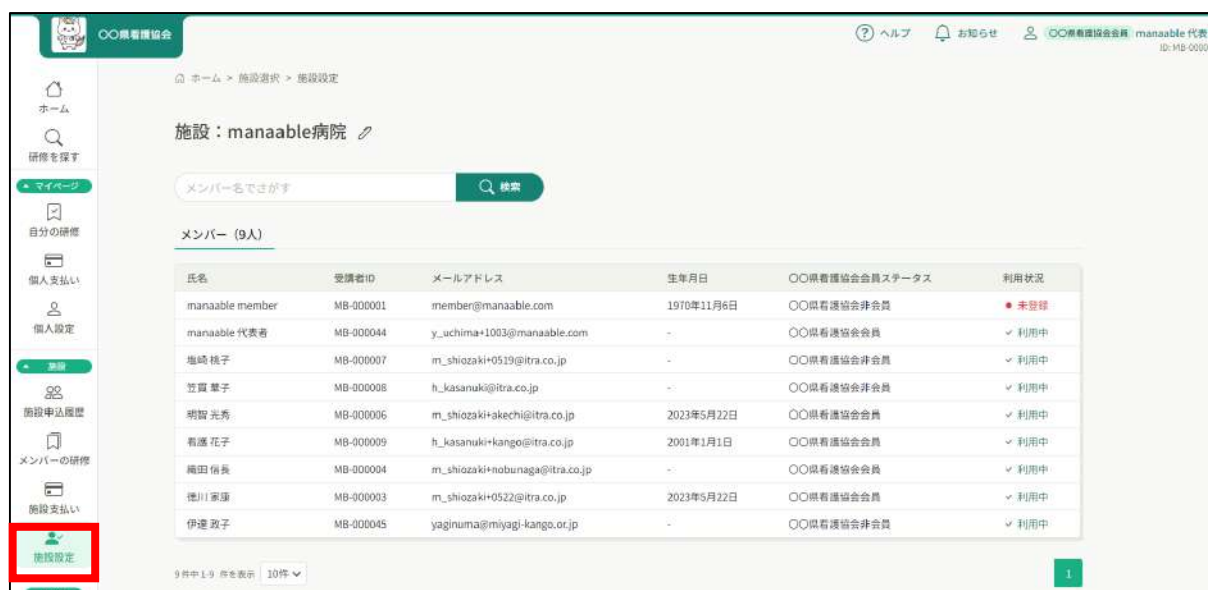 〇〇県看護協会
ヘルプ
お知らせ
〇〇県看護協会会員 manaable 代表
ID: MB-0000
ホーム > 施設選択 > 施設設定
ホーム
研修を探す
マイページ
自分の研修
個人支払い
個人設定
施設
施設申込履歴
メンバーの研修
施設支払い
施設設定
施設：manaable病院
メンバー名でさがす
検索
メンバー（9人）
氏名 受講者ID メールアドレス 生年月日 〇〇県看護協会会員ステータス 利用状況
manaable member MB-000001 member@manaable.com 1970年11月6日 〇〇県看護協会非会員 未登録
manaable 代表者 MB-000044 y_uchima+1003@manaable.com - 〇〇県看護協会会員 利用中
塩崎 桃子 MB-000007 m_shiozaki+0519@itra.co.jp - 〇〇県看護協会非会員 利用中
笠貫 華子 MB-000008 h_kasanuki@itra.co.jp - 〇〇県看護協会非会員 利用中
明智 光秀 MB-000006 m_shiozaki+akechi@itra.co.jp 2023年5月22日 〇〇県看護協会会員 利用中
看護 花子 MB-000009 h_kasanuki+kango@itra.co.jp 2001年1月1日 〇〇県看護協会会員 利用中
織田 信長 MB-000004 m_shiozaki+nobunaga@itra.co.jp - 〇〇県看護協会会員 利用中
徳川 家康 MB-000003 m_shiozaki+0522@itra.co.jp 2023年5月22日 〇〇県看護協会会員 利用中
伊達 政子 MB-000045 yaginuma@miyagi-kango.or.jp - 〇〇県看護協会非会員 利用中
9 件中 1-9 件を表示 10件
1